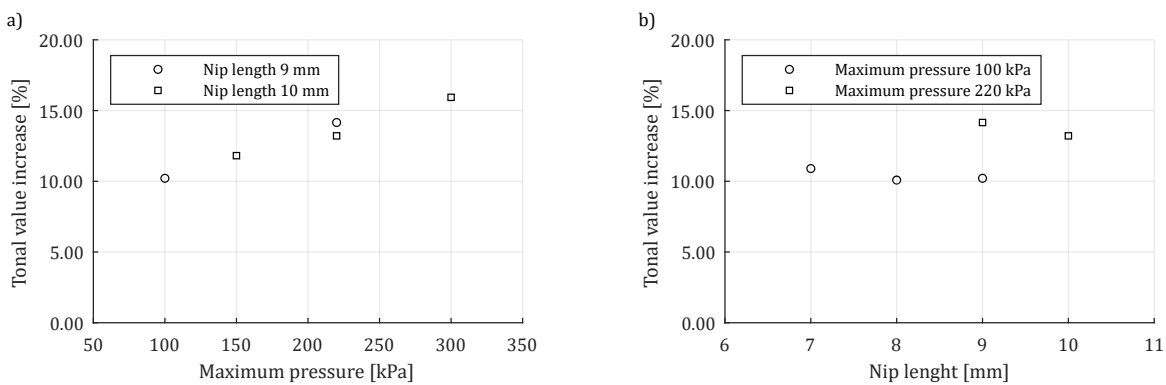 a)
Tonal value increase [%]
20.00
15.00
10.00
5.00
0.00
Nip length 9 mm
Nip length 10 mm
50 100 150 200 250 300 350
Maximum pressure [kPa]
b)
Tonal value increase [%]
20.00
15.00
10.00
5.00
0.00
Maximum pressure 100 kPa
Maximum pressure 220 kPa
6 7 8 9 10 11
Nip lenght [mm]